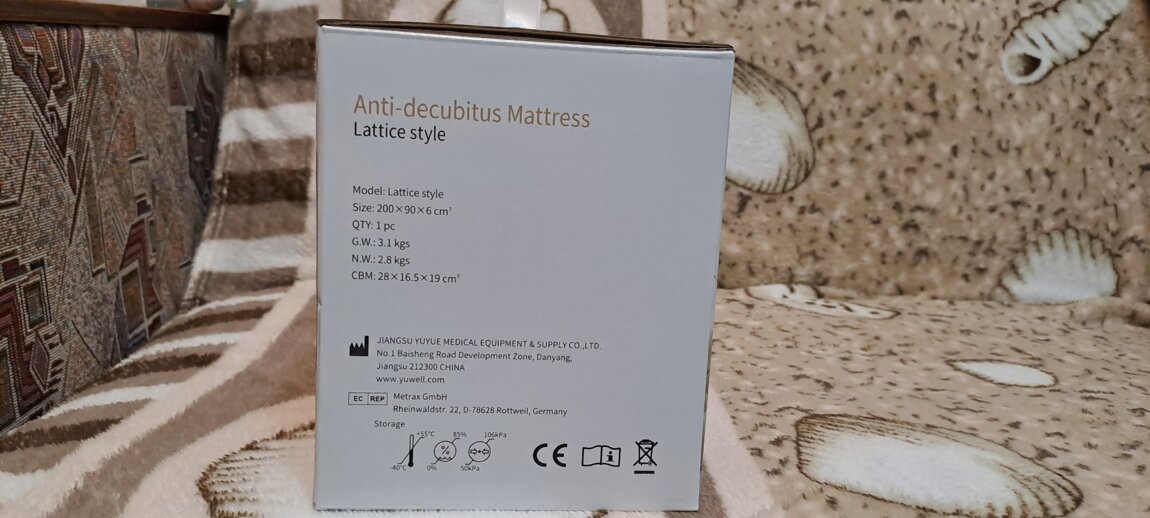 Anti-decubitus Mattress
Lattice style
Model: Lattice style
Size: 200×90×6 cm³
QTY: 1 pc
G.W.: 3.1 kgs
N.W.: 2.8 kgs
CBM: 28×16.5×19 cm³
JIANGSU YUYUE MEDICAL EQUIPMENT & SUPPLY CO.,LTD.
No.1 Baisheng Road Development Zone, Danyang,
Jiangsu 212300 CHINA
www.yuwell.com
EC REP Metrax GmbH
Rheinwaldstr. 22, D-78628 Rottweil, Germany
Storage
+55℃ 85% 106kPa
%
-40℃ 0% 50kPa
CE
i